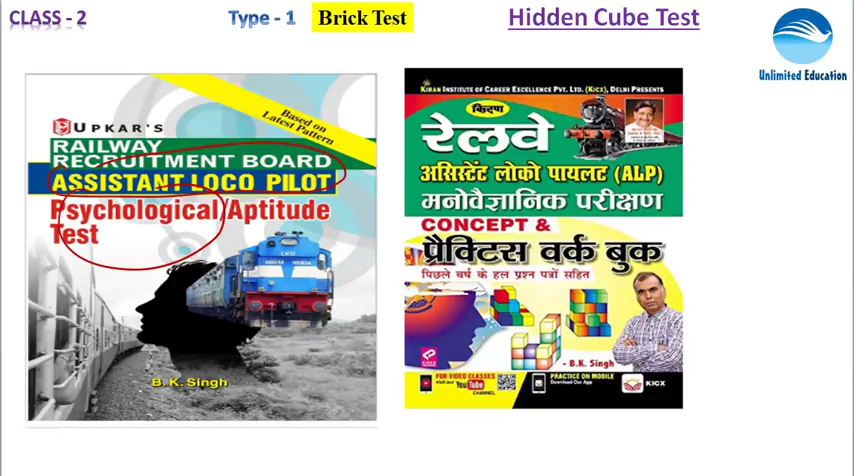 CLASS - 2
Type - 1
Brick Test
Hidden Cube Test
Unlimited Education
UPKAR'S
Based on
Latest Pattern
RAILWAY
RECRUITMENT BOARD
ASSISTANT LOCO PILOT
Psychological/Aptitude
Test
B. K. Singh
KIRAN INSTITUTE OF CAREER EXCELLENCE PVT. LTD. (KICX), DELHI PRESENTS
किरण
रेलवे
असिस्टेंट लोको पायलट (ALP)
मनोवैज्ञानिक परीक्षण
CONCEPT &
प्रैक्टिस वर्क बुक
पिछले वर्ष के हल प्रश्न पत्रों सहित
- B.K. Singh
FOR VIDEO CLASSES
visit our
YouTube
CHANNEL
PRACTICE ON MOBILE
Download Our App
KICX